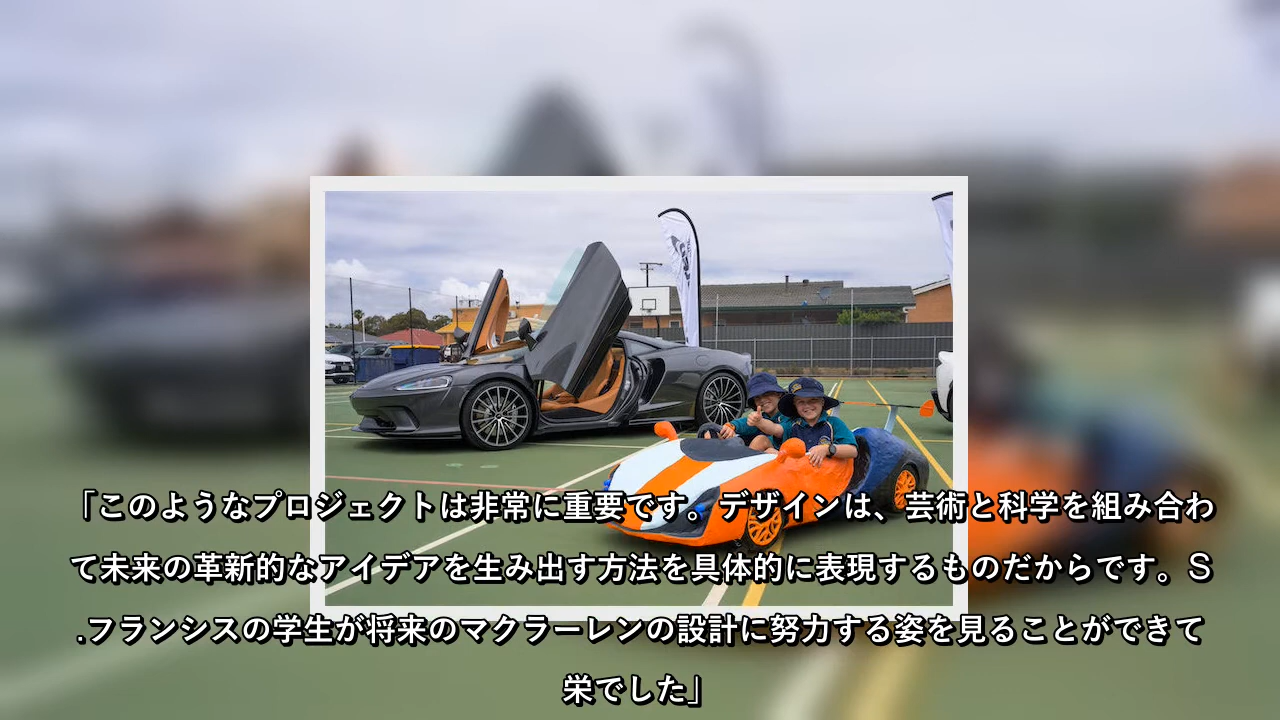 「このようなプロジェクトは非常に重要です。デザインは、芸術と科学を組み合わ
て未来の革新的なアイデアを生み出す方法を具体的に表現するものだからです。S
.フランシスの学生が将来のマクラーレンの設計に努力する姿を見ることができて
栄でした」